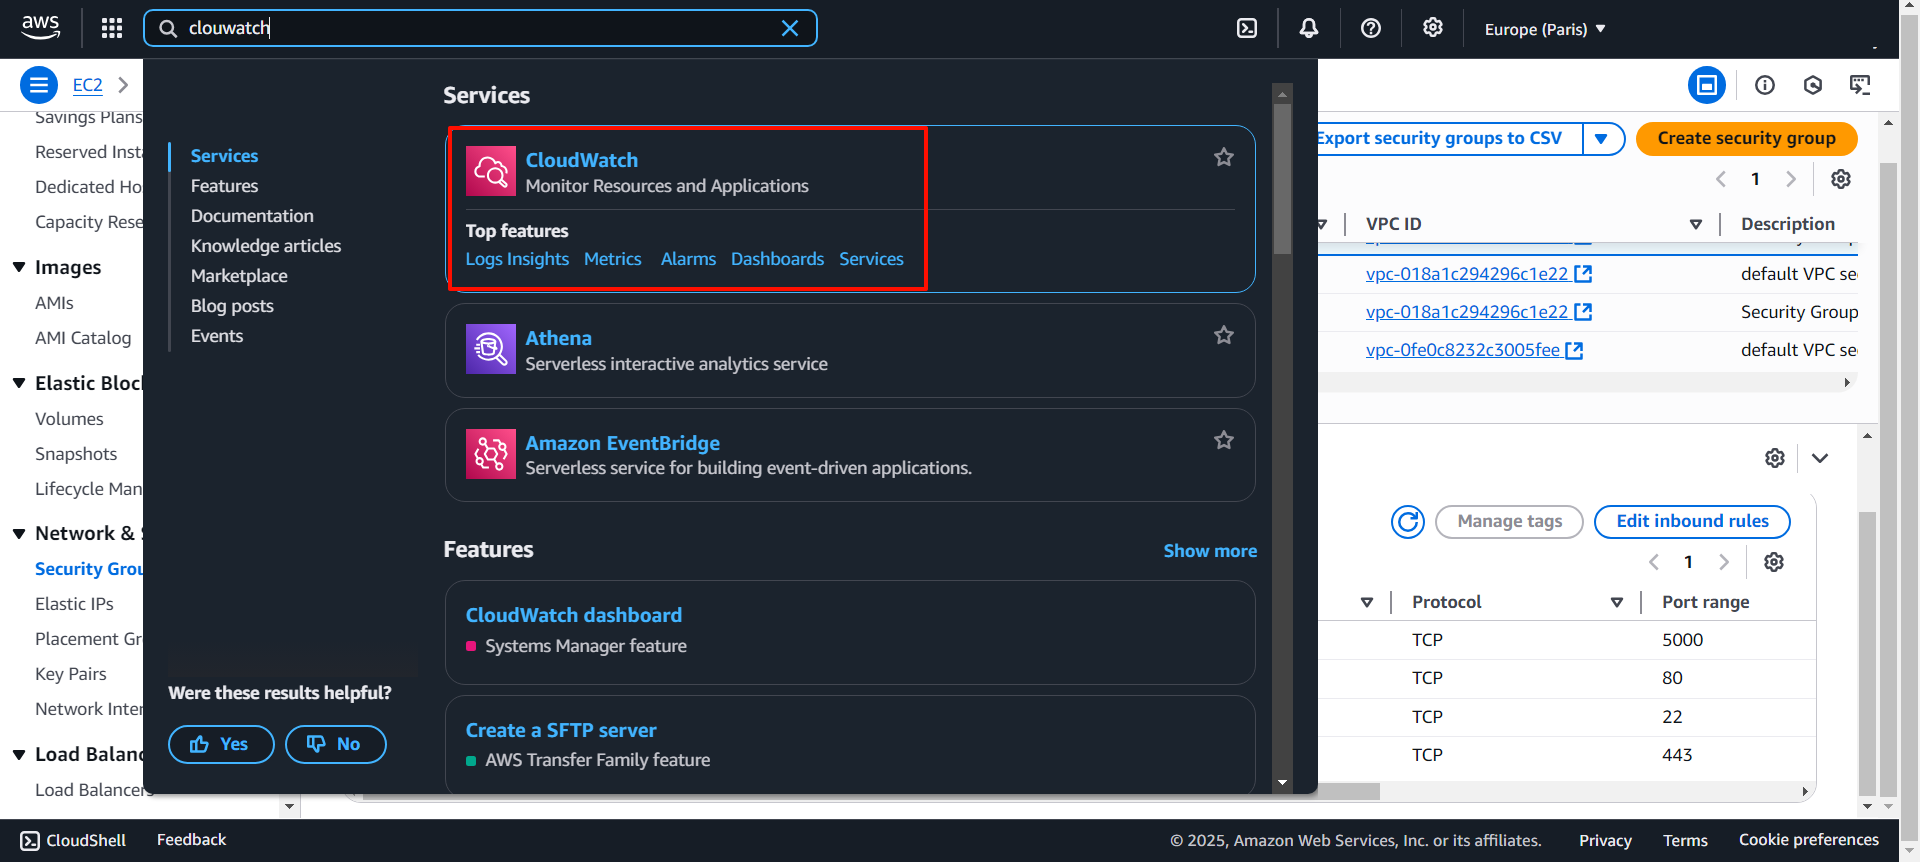 aws
clouwatch
Europe (Paris)
EC2
Savings Plans
Reserved Insta
Dedicated Ho
Capacity Rese
Images
AMIs
AMI Catalog
Elastic Bloc
Volumes
Snapshots
Lifecycle Man
Network & S
Security Grou
Elastic IPs
Placement Gr
Key Pairs
Network Inter
Load Balanc
Load Balancers
Services
Features
Documentation
Knowledge articles
Marketplace
Blog posts
Events
Were these results helpful?
Yes
No
Services
CloudWatch
Monitor Resources and Applications
Top features
Logs Insights Metrics Alarms Dashboards Services
Athena
Serverless interactive analytics service
Amazon EventBridge
Serverless service for building event-driven applications.
Features
Show more
CloudWatch dashboard
Systems Manager feature
Create a SFTP server
AWS Transfer Family feature
Export security groups to CSV
Create security group
1
VPC ID
Description
vpc-018a1c294296c1e22
default VPC se
vpc-018a1c294296c1e22
Security Group
vpc-0fe0c8232c3005fee
default VPC se
Manage tags
Edit inbound rules
1
Protocol
Port range
TCP 5000
TCP 80
TCP 22
TCP 443
CloudShell
Feedback
© 2025, Amazon Web Services, Inc. or its affiliates.
Privacy
Terms
Cookie preferences